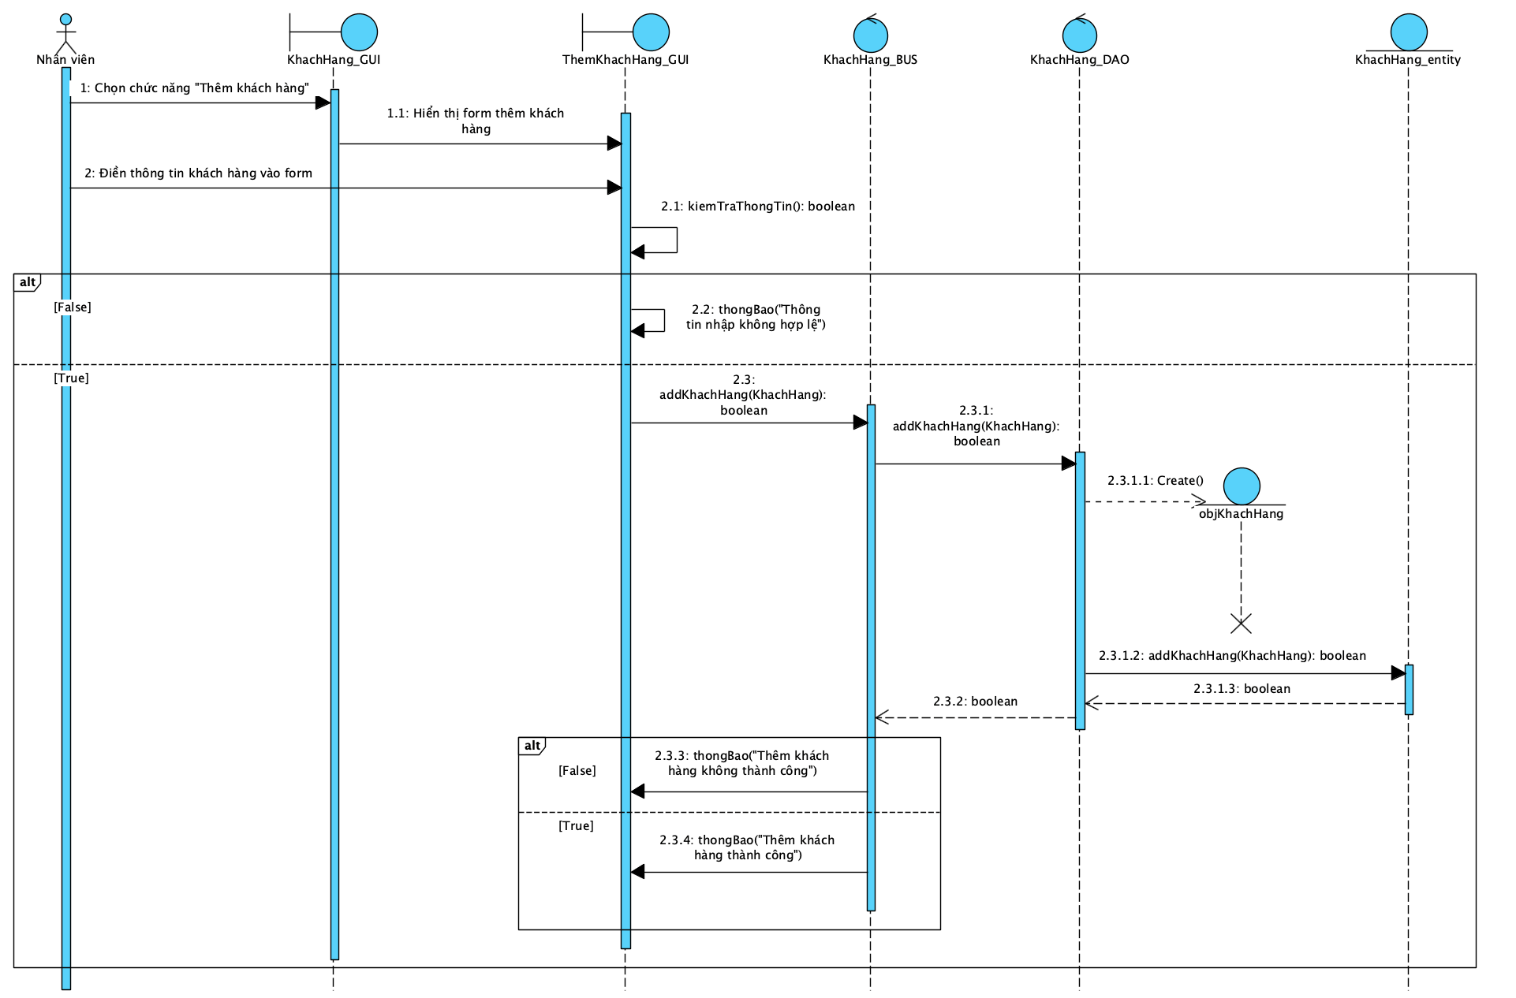 Nhân viên
KhachHang_GUI
ThemKhachHang_GUI
KhachHang_BUS
KhachHang_DAO
KhachHang_entity
1: Chọn chức năng "Thêm khách hàng"
1.1: Hiển thị form thêm khách
hàng
2: Điền thông tin khách hàng vào form
2.1: kiemTraThongTin(): boolean
alt
[False]
2.2: thongBao("Thông
tin nhập không hợp lệ")
[True]
2.3:
addKhachHang(KhachHang):
boolean
2.3.1:
addKhachHang(KhachHang):
boolean
2.3.1.1: Create()
objKhachHang
2.3.1.2: addKhachHang(KhachHang): boolean
2.3.1.3: boolean
2.3.2: boolean
alt
[False]
2.3.3: thongBao("Thêm khách
hàng không thành công")
[True]
2.3.4: thongBao("Thêm khách
hàng thành công")